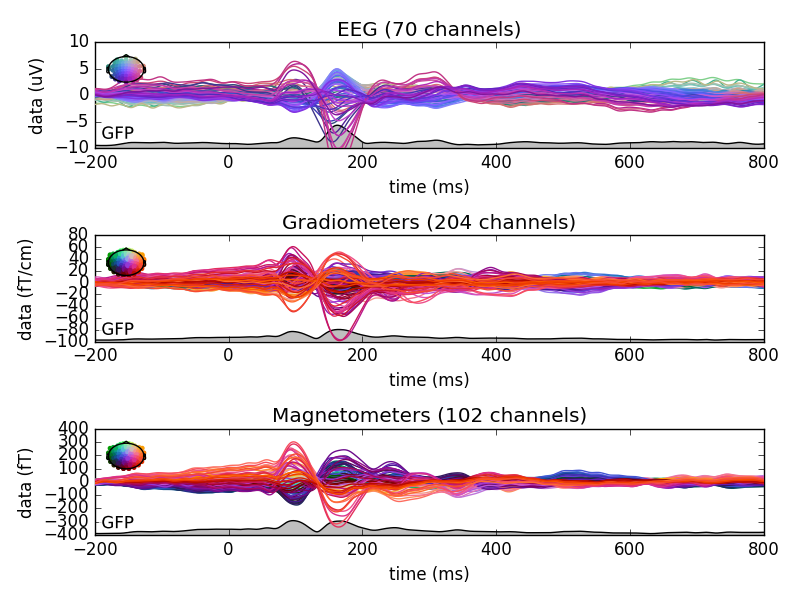 EEG (70 channels)
10
5
0
−5
−10
data (uV)
GFP
−200 0 200 400 600 800
time (ms)
Gradiometers (204 channels)
80
60
40
20
0
−20
−40
−60
−80
−100
data (fT/cm)
GFP
−200 0 200 400 600 800
time (ms)
Magnetometers (102 channels)
400
300
200
100
0
−100
−200
−300
−400
data (fT)
GFP
−200 0 200 400 600 800
time (ms)